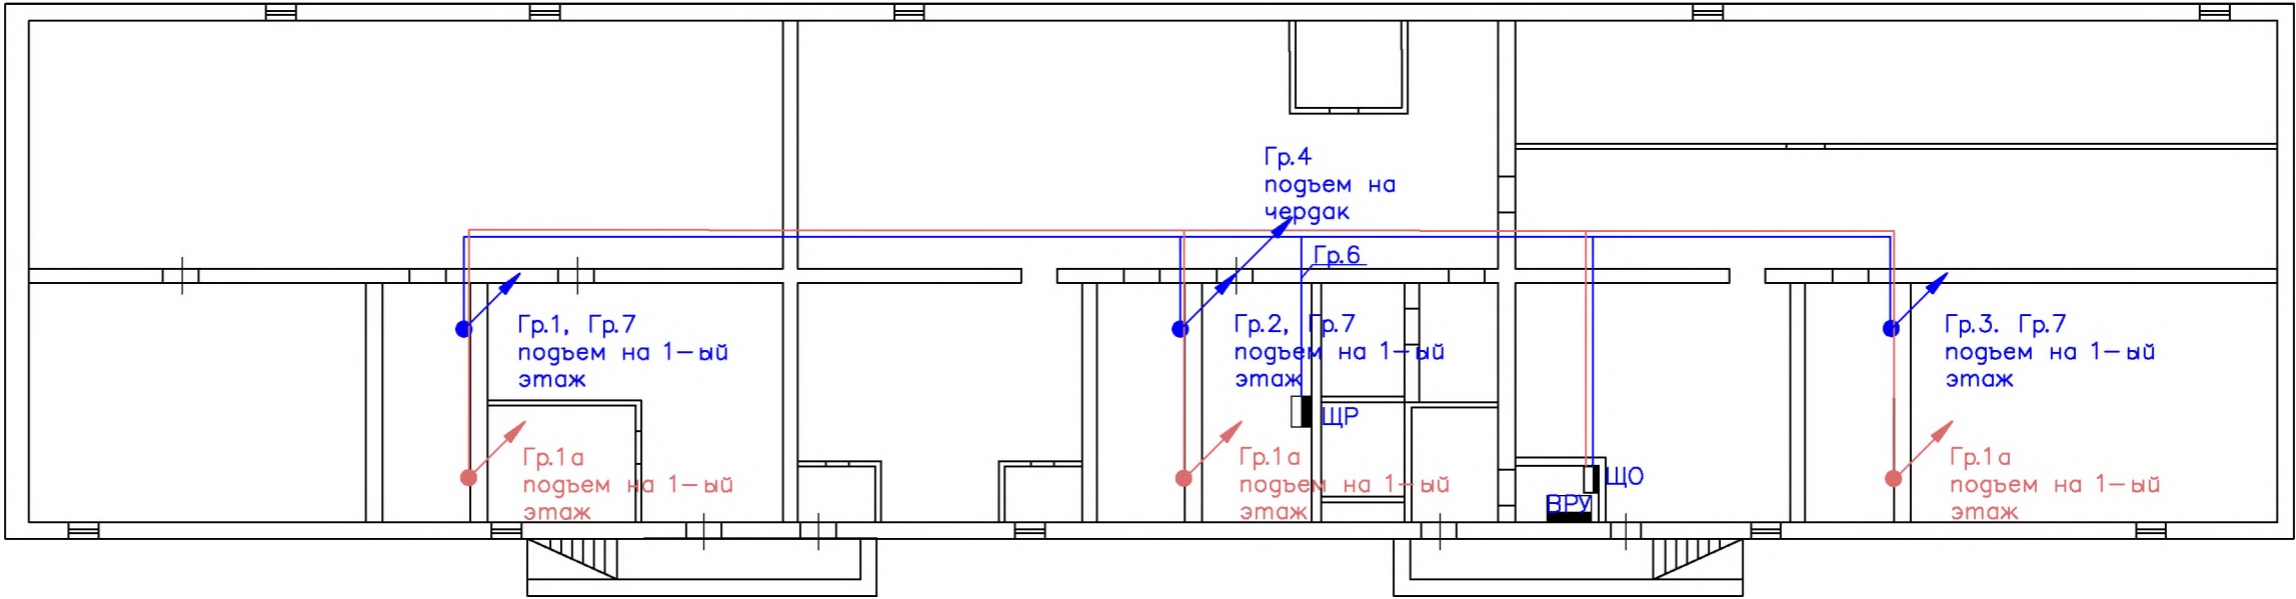 Гр.4
подъем на
чердак
Гр.6
Гр.1, Гр.7
подъем на 1-ый
этаж
Гр.2, Гр.7
подъем на 1-ый
этаж
Гр.3. Гр.7
подъем на 1-ый
этаж
ЩР
Гр.1а
подъем на 1-ый
этаж
Гр.1а
подъем на 1-ый
этаж
ЩО
ВРУ
Гр.1а
подъем на 1-ый
этаж